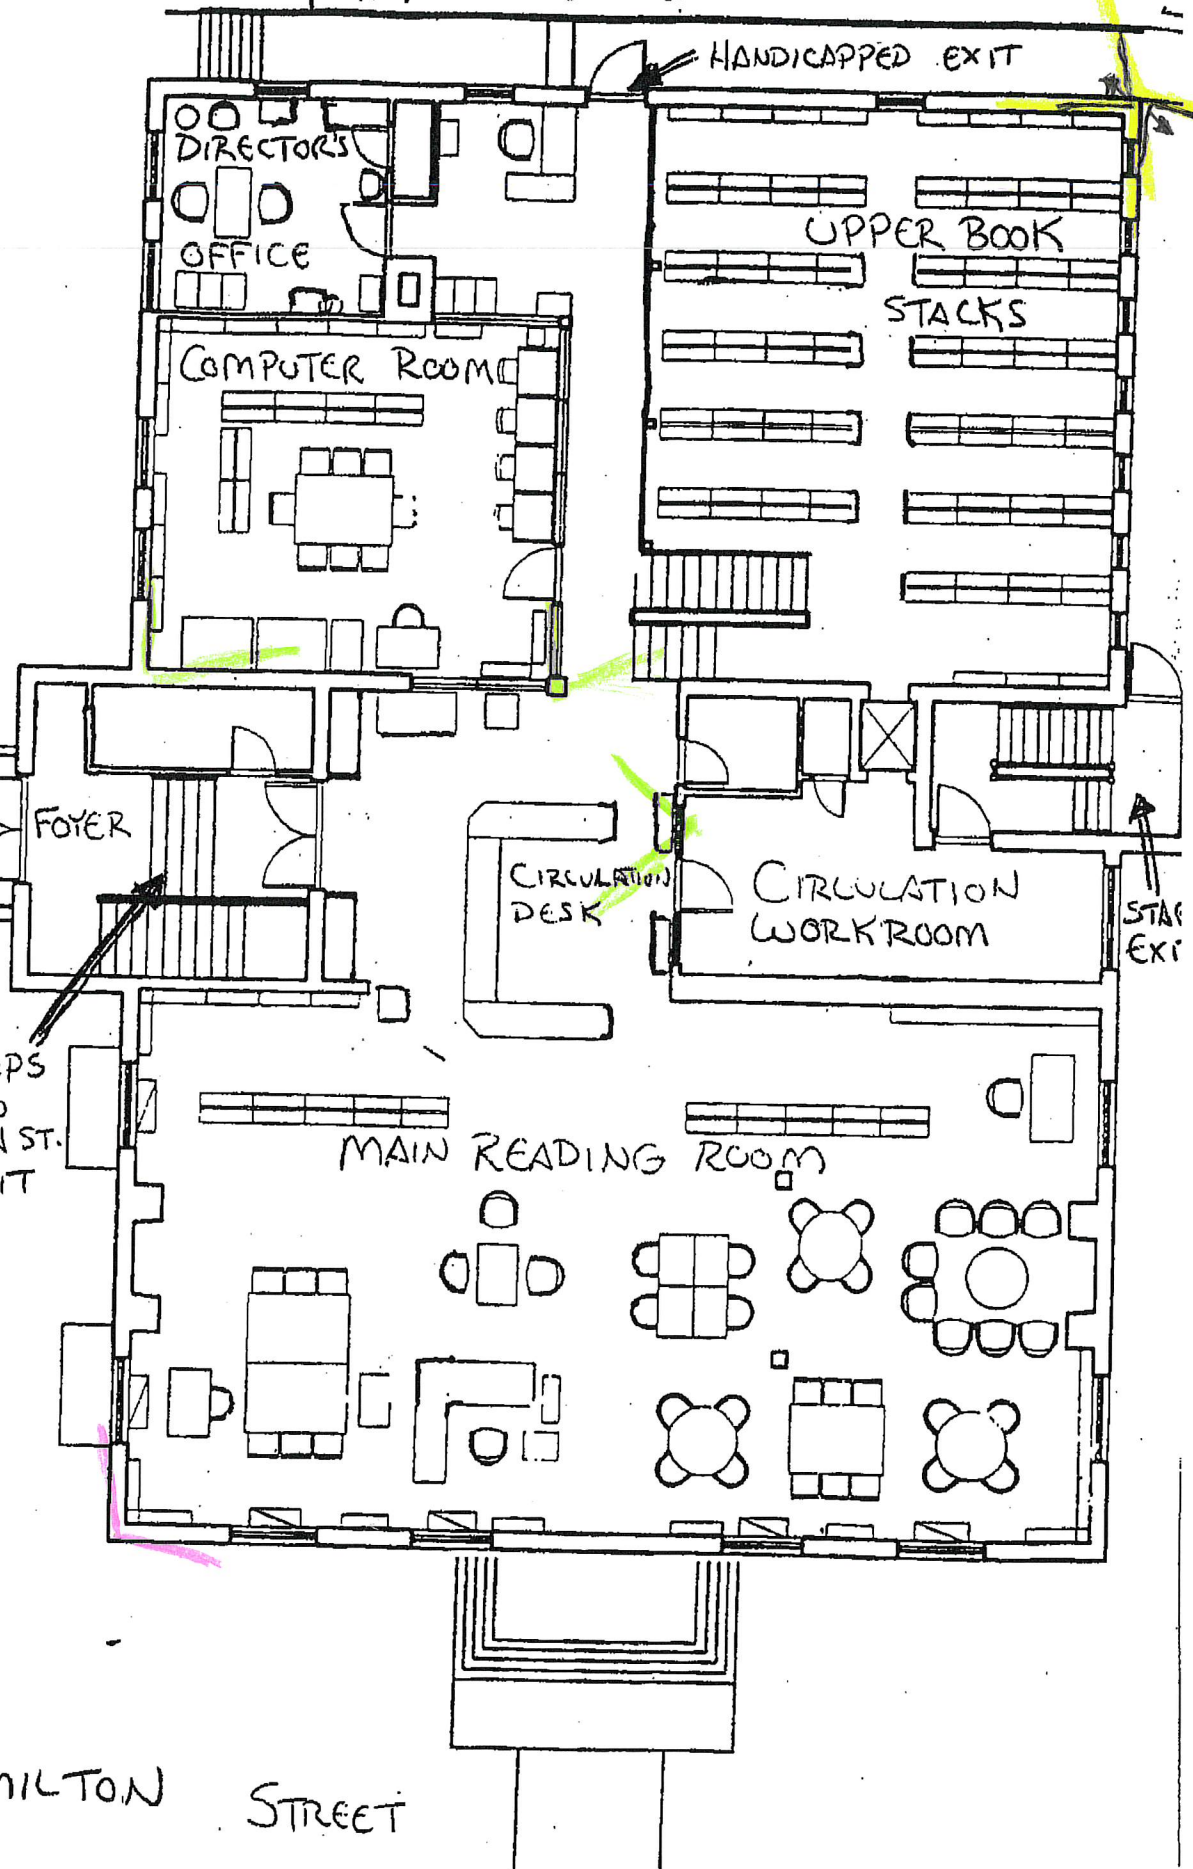 HANDICAPPED EXIT
DIRECTOR'S
OFFICE
UPPER BOOK
STACKS
COMPUTER ROOM
FOYER
CIRCULATION
DESK
CIRCULATION
WORKROOM
ST.
MAIN READING ROOM
STREET